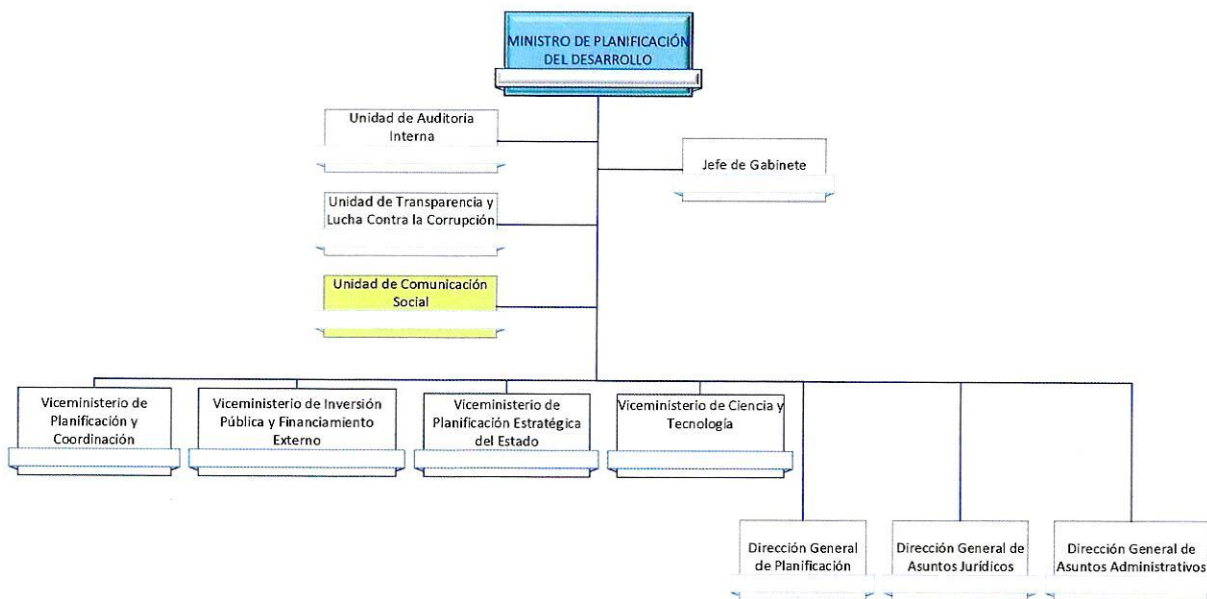 MINISTRO DE PLANIFICACIÓN
DEL DESARROLLO
Unidad de Auditoria
Interna
Jefe de Gabinete
Unidad de Transparencia y
Lucha Contra la Corrupción
Unidad de Comunicación
Social
Viceministerio de
Planificación y
Coordinación
Viceministerio de Inversión
Pública y Financiamiento
Externo
Viceministerio de
Planificación Estratégica
del Estado
Viceministerio de Ciencia y
Tecnología
Dirección General
de Planificación
Dirección General de
Asuntos Jurídicos
Dirección General de
Asuntos Administrativos